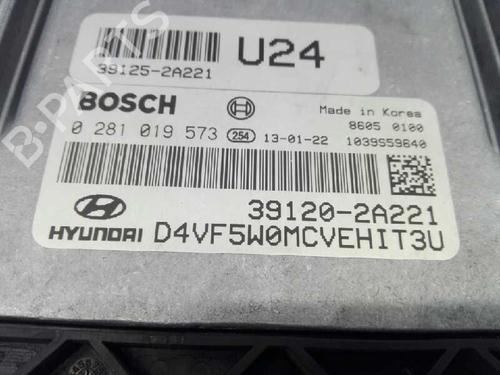 U24
39125-2A221
BOSCH
Made in Korea
8605 0100
0 281 019 573 254 13-01-22 1039S59640
39120-2A221
HYUNDAI D4VF5W0MCVEHIT3U
B-PARTS